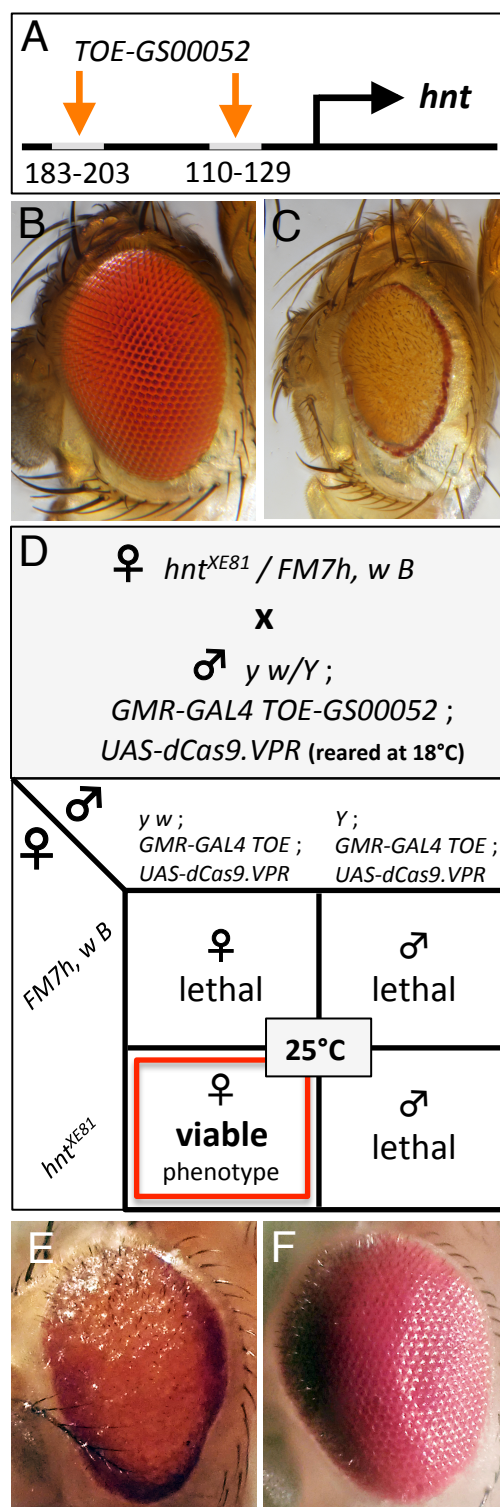 A
TOE-GS00052
hnt
183-203
110-129
B
C
D
♀ hntXE81 / FM7h, w B
x
♂ y w/Y ;
GMR-GAL4 TOE-GS00052 ;
UAS-dCas9.VPR (reared at 18°C)
♂
♀
y w ;
GMR-GAL4 TOE ;
UAS-dCas9.VPR
Y ;
GMR-GAL4 TOE ;
UAS-dCas9.VPR
FM7h, w B
♀
lethal
♂
lethal
25°C
hntXE81
♀
viable
phenotype
♂
lethal
E
F